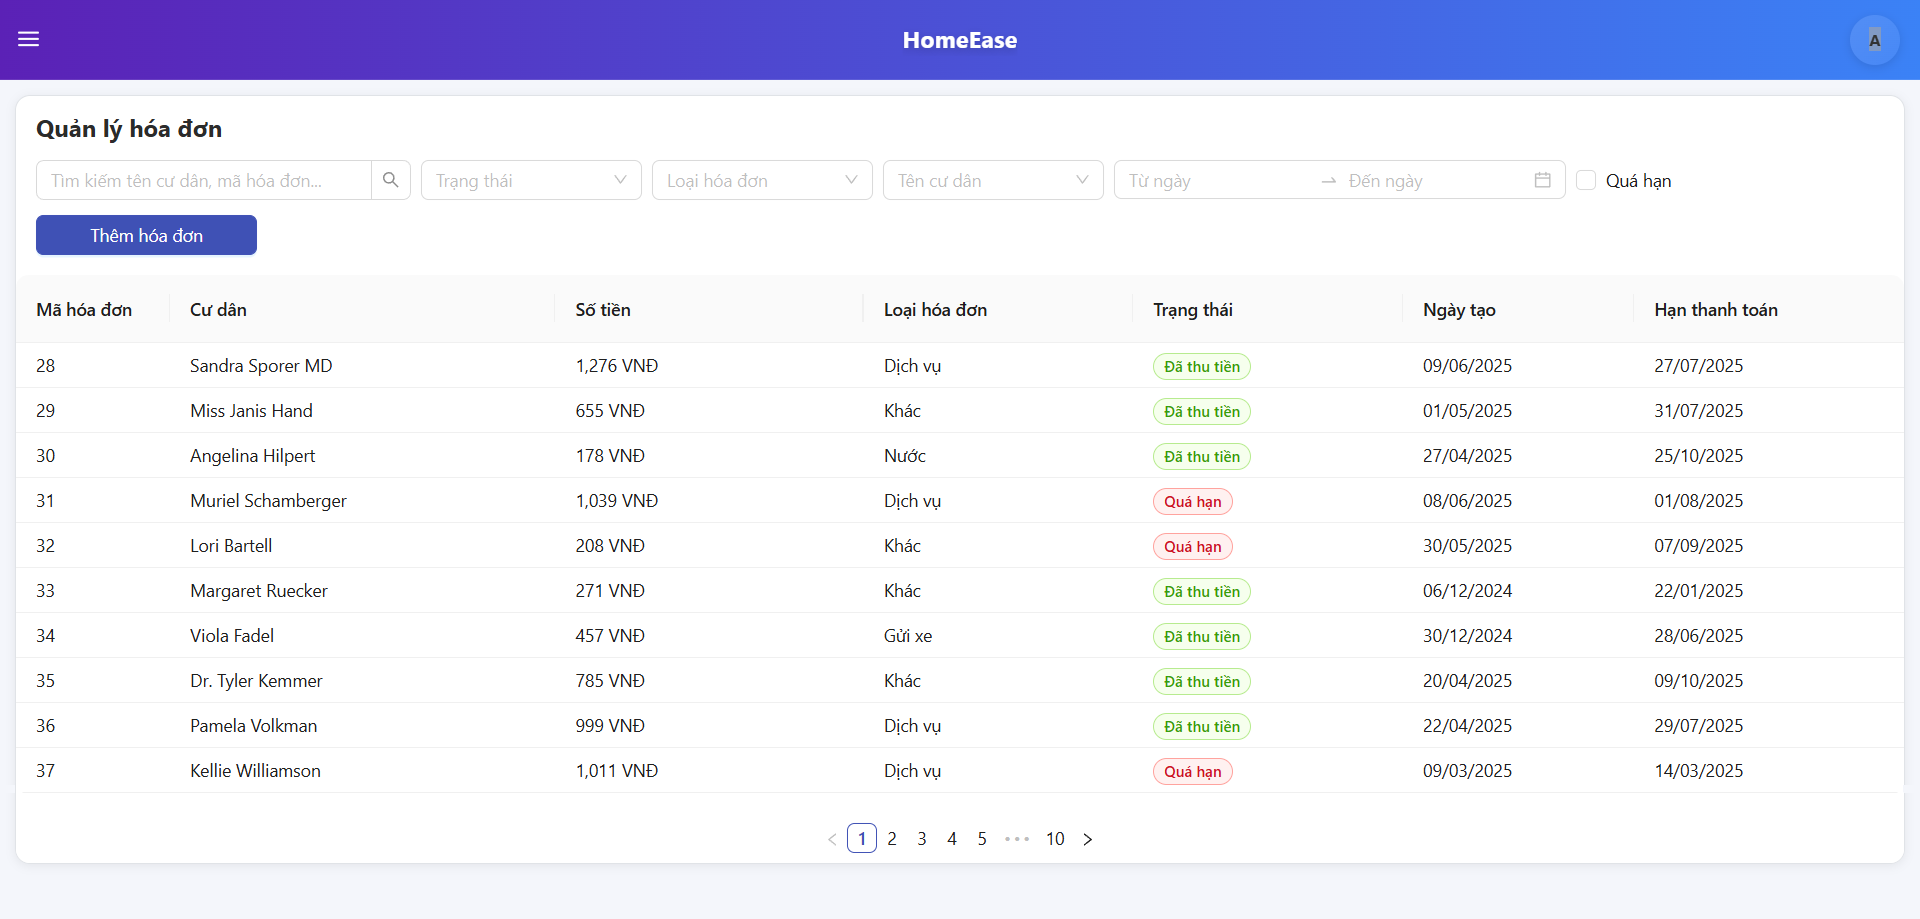 HomeEase
A
Quản lý hóa đơn
Tìm kiếm tên cư dân, mã hóa đơn... Trạng thái Loại hóa đơn Tên cư dân Từ ngày Đến ngày Quá hạn
Thêm hóa đơn
Mã hóa đơn Cư dân Số tiền Loại hóa đơn Trạng thái Ngày tạo Hạn thanh toán
28 Sandra Sporer MD 1,276 VNĐ Dịch vụ Đã thu tiền 09/06/2025 27/07/2025
29 Miss Janis Hand 655 VNĐ Khác Đã thu tiền 01/05/2025 31/07/2025
30 Angelina Hilpert 178 VNĐ Nước Đã thu tiền 27/04/2025 25/10/2025
31 Muriel Schamberger 1,039 VNĐ Dịch vụ Quá hạn 08/06/2025 01/08/2025
32 Lori Bartell 208 VNĐ Khác Quá hạn 30/05/2025 07/09/2025
33 Margaret Ruecker 271 VNĐ Khác Đã thu tiền 06/12/2024 22/01/2025
34 Viola Fadel 457 VNĐ Gửi xe Đã thu tiền 30/12/2024 28/06/2025
35 Dr. Tyler Kemmer 785 VNĐ Khác Đã thu tiền 20/04/2025 09/10/2025
36 Pamela Volkman 999 VNĐ Dịch vụ Đã thu tiền 22/04/2025 29/07/2025
37 Kellie Williamson 1,011 VNĐ Dịch vụ Quá hạn 09/03/2025 14/03/2025
1 2 3 4 5 ••• 10